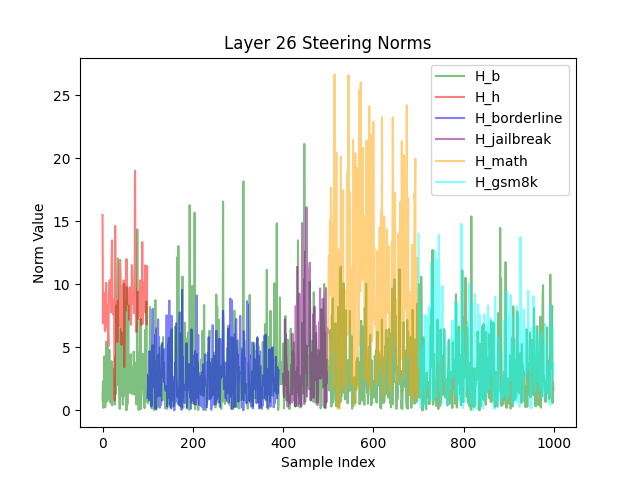 Layer 26 Steering Norms
Norm Value
25
20
15
10
5
0
H_b
H_h
H_borderline
H_jailbreak
H_math
H_gsm8k
0 200 400 600 800 1000
Sample Index